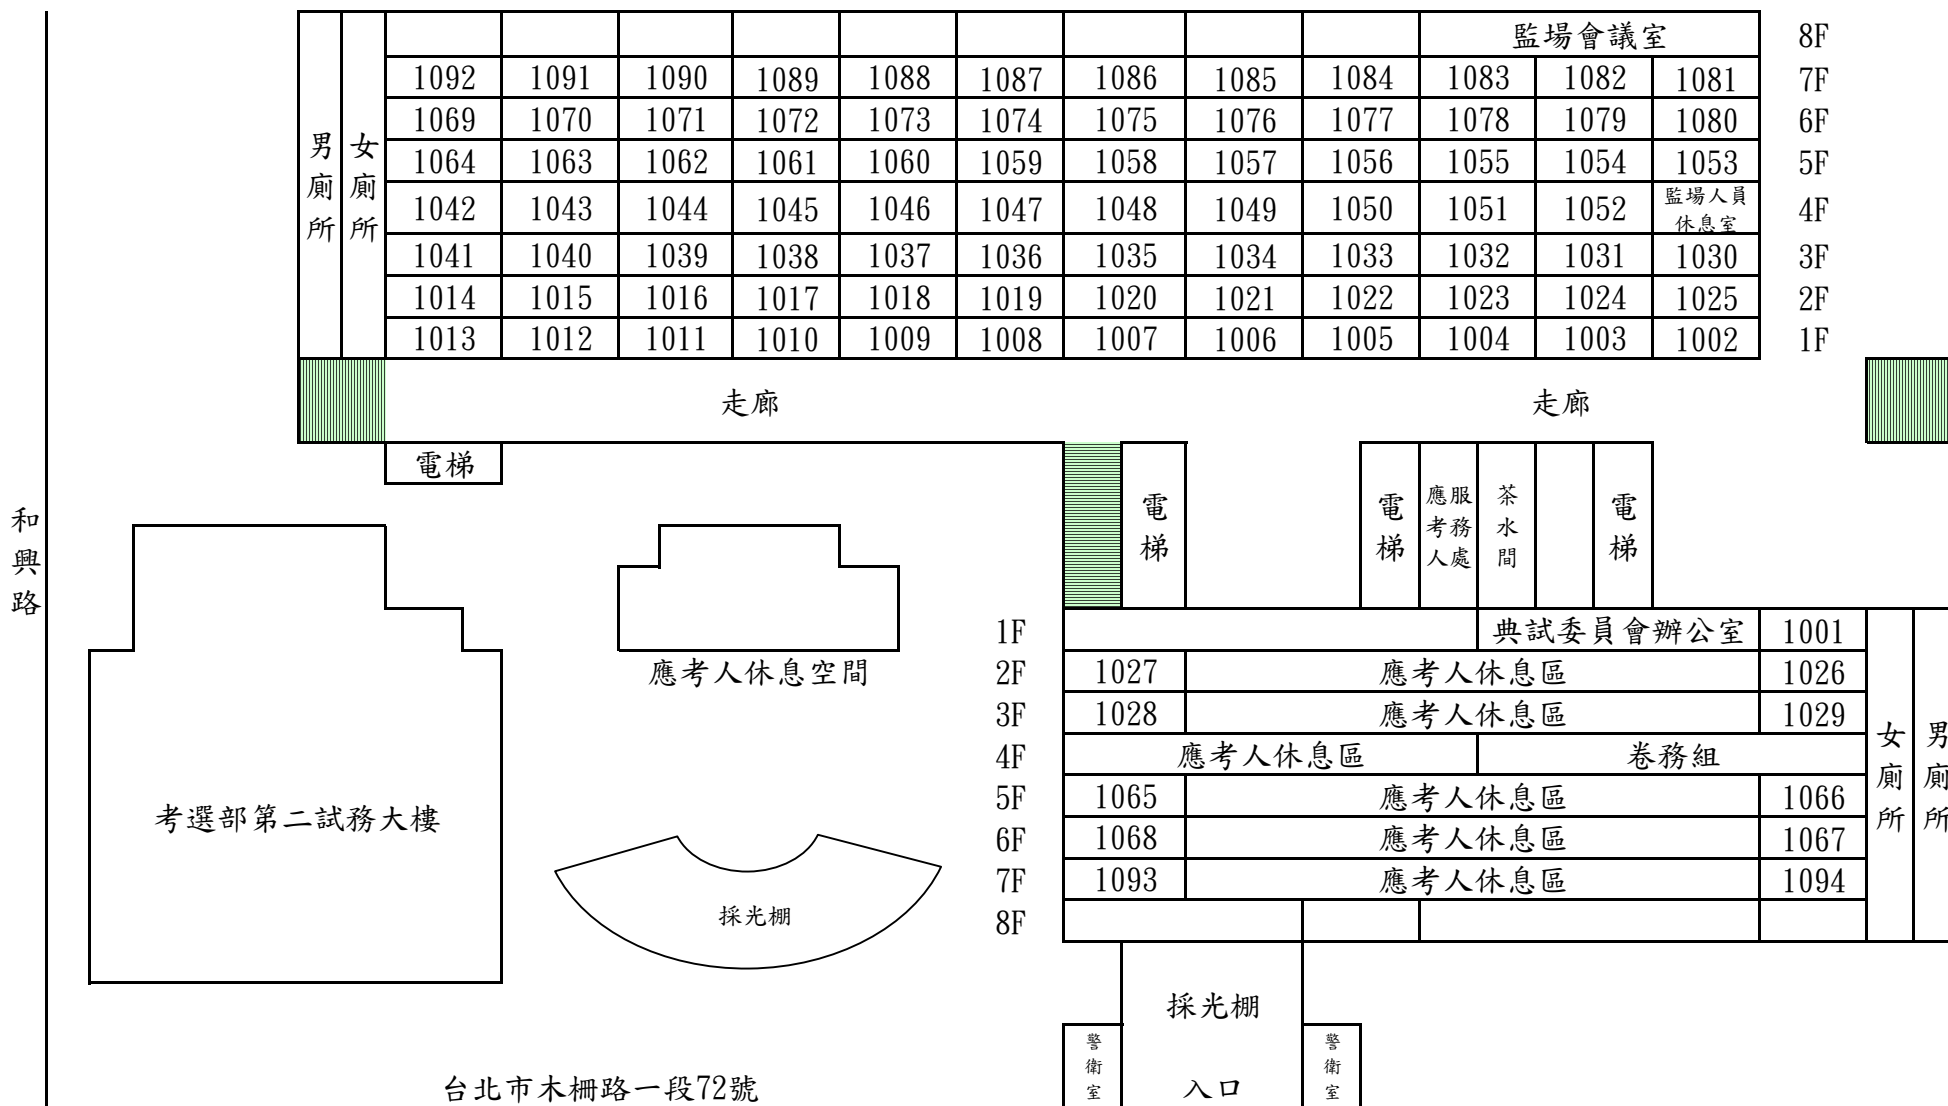 監場會議室 8F
1092 1091 1090 1089 1088 1087 1086 1085 1084 1083 1082 1081 7F
1069 1070 1071 1072 1073 1074 1075 1076 1077 1078 1079 1080 6F
1064 1063 1062 1061 1060 1059 1058 1057 1056 1055 1054 1053 5F
1042 1043 1044 1045 1046 1047 1048 1049 1050 1051 1052 監場人員休息室 4F
1041 1040 1039 1038 1037 1036 1035 1034 1033 1032 1031 1030 3F
1014 1015 1016 1017 1018 1019 1020 1021 1022 1023 1024 1025 2F
1013 1012 1011 1010 1009 1008 1007 1006 1005 1004 1003 1002 1F
男廁所
女廁所
走廊
走廊
電梯
電梯
電梯
應考人
服務處
茶水間
電梯
和興路
應考人休息空間
考選部第二試務大樓
採光棚
1F 典試委員會辦公室 1001
2F 1027 應考人休息區 1026
3F 1028 應考人休息區 1029
4F 應考人休息區 卷務組
5F 1065 應考人休息區 1066
6F 1068 應考人休息區 1067
7F 1093 應考人休息區 1094
8F
女廁所
男廁所
採光棚
警衛室
入口
警衛室
台北市木柵路一段72號